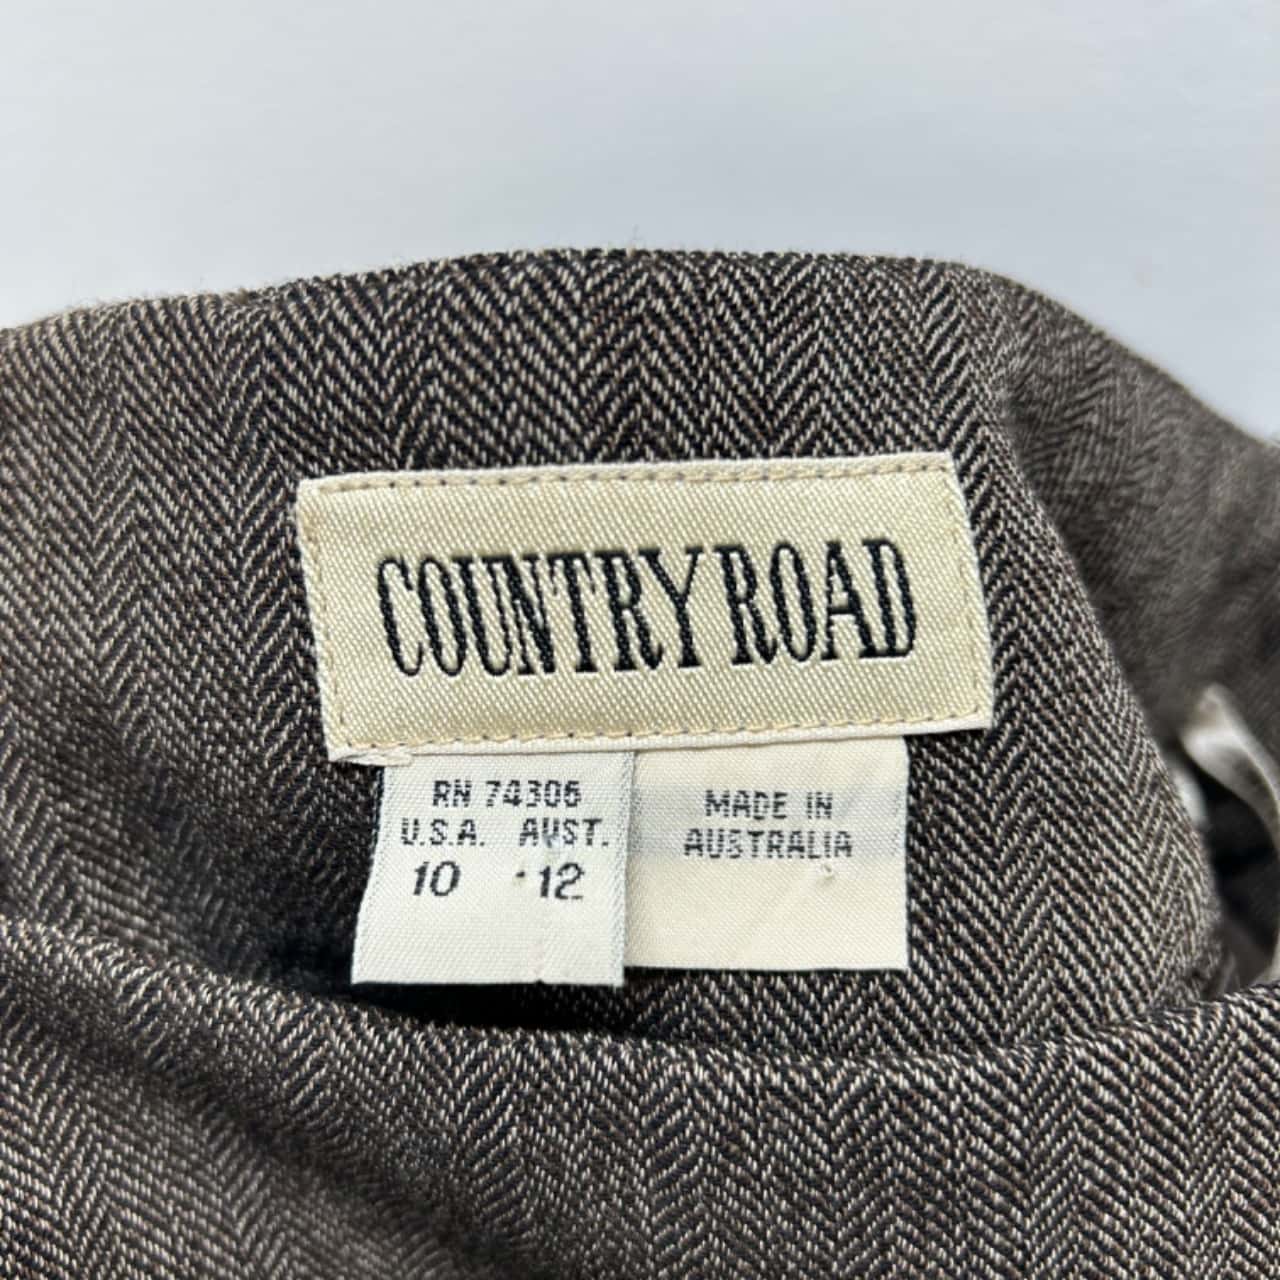 COUNTRY ROAD
RN 74306
U.S.A. AUST.
10 12
MADE IN
AUSTRALIA